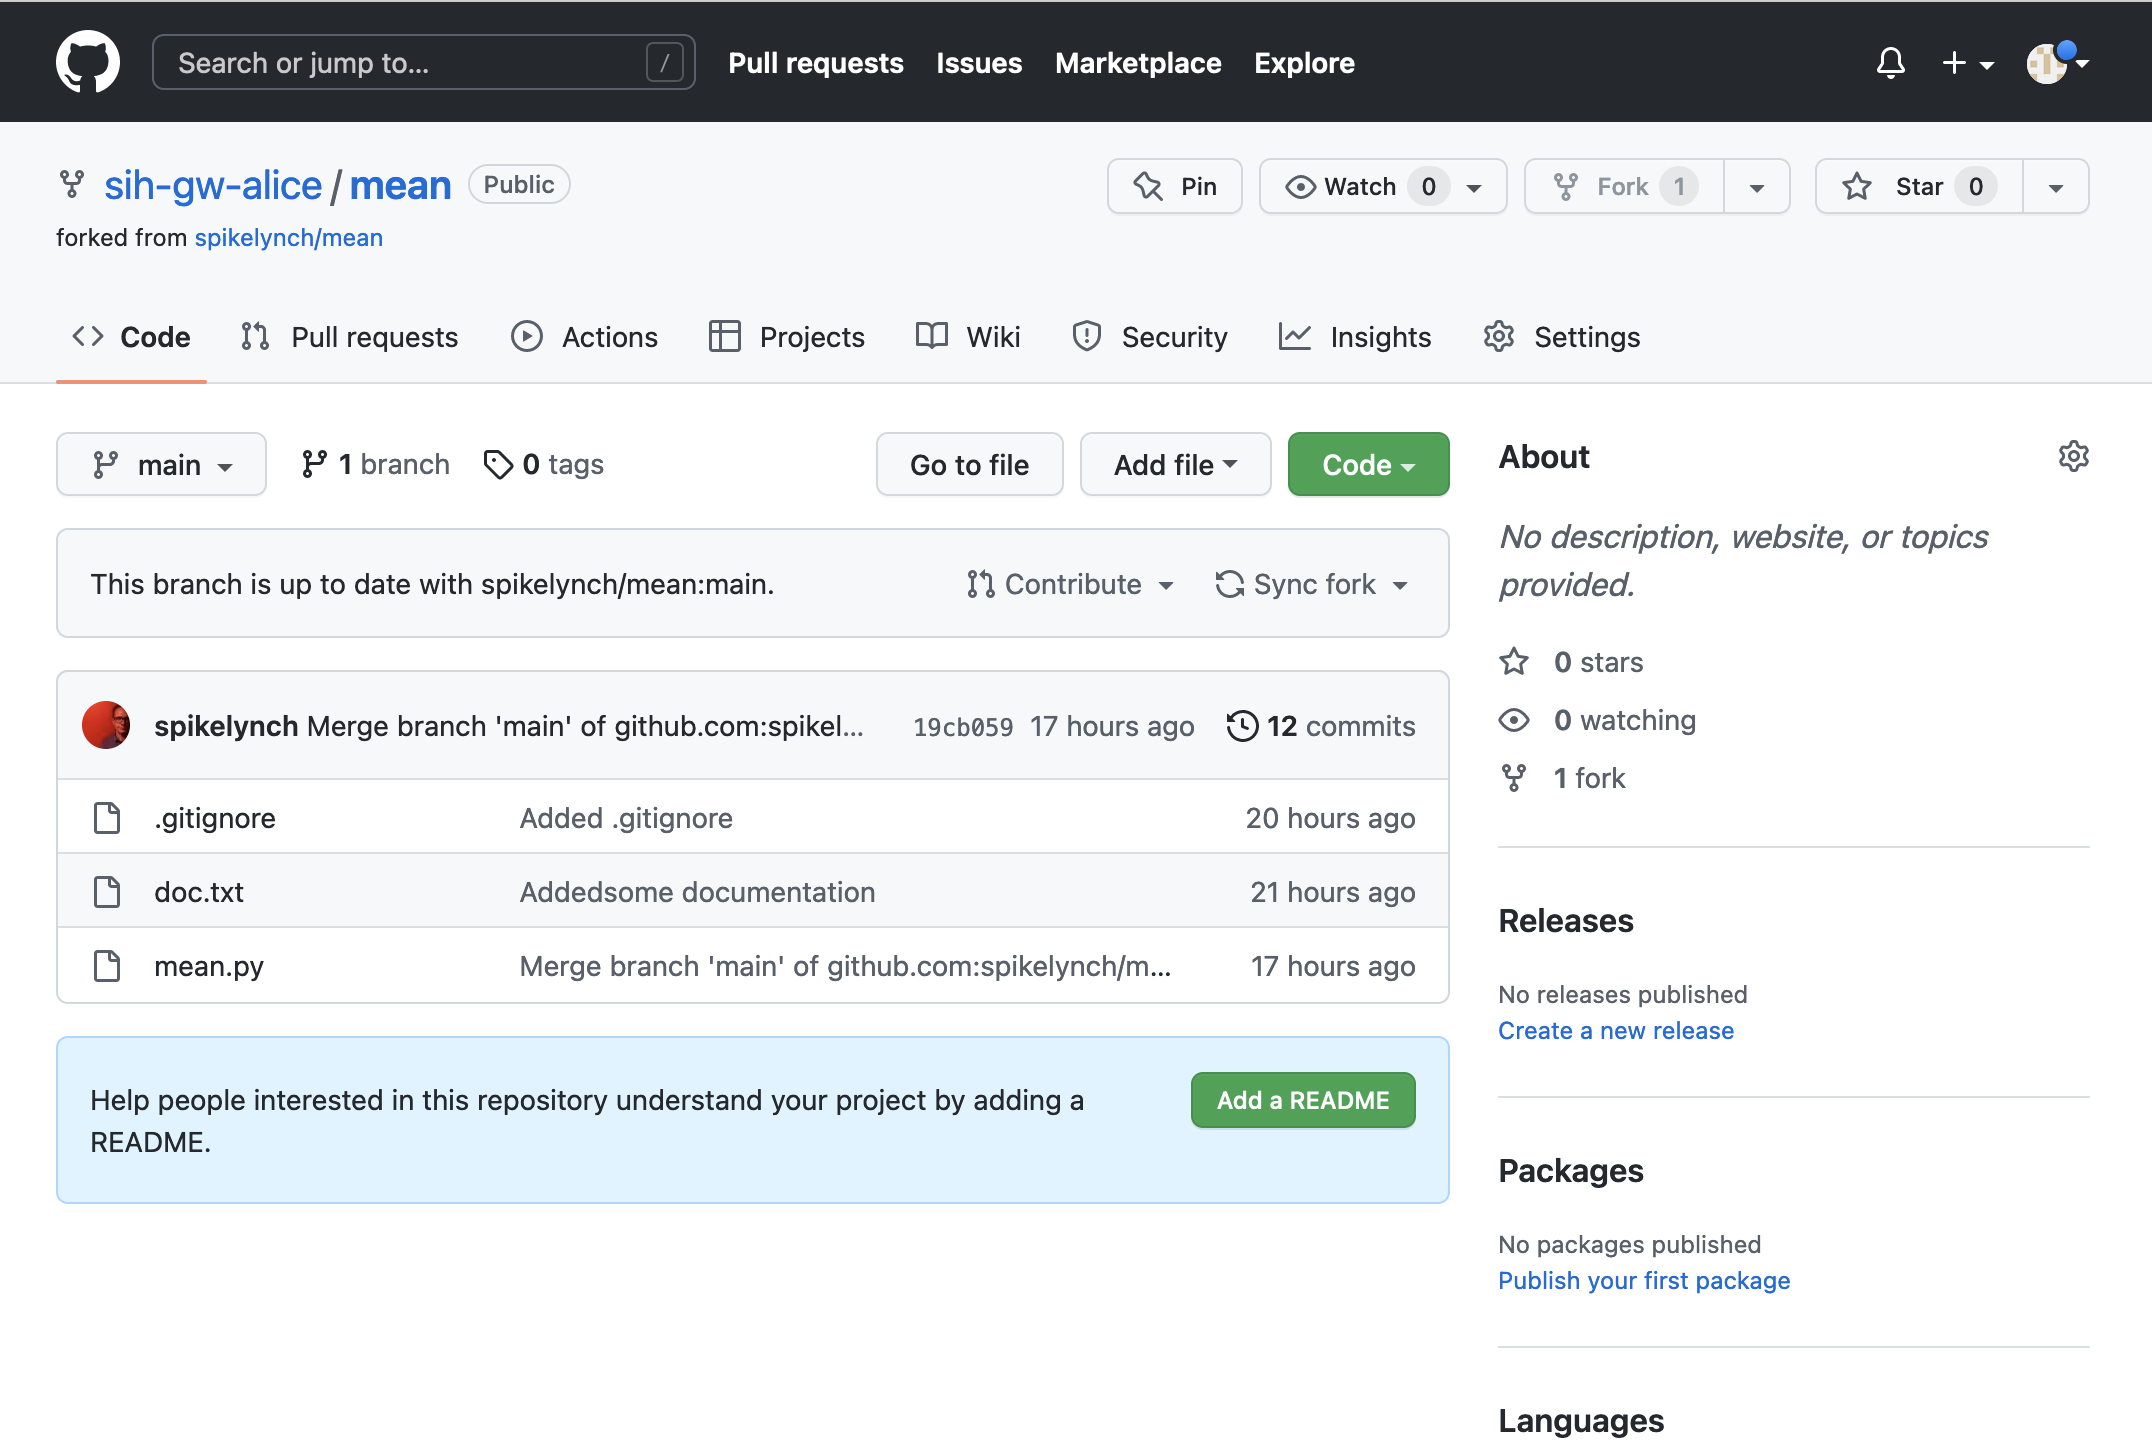 Search or jump to... /
Pull requests Issues Marketplace Explore
sih-gw-alice / mean Public
Pin Watch 0 Fork 1 Star 0
forked from spikelynch/mean
Code Pull requests Actions Projects Wiki Security Insights Settings
main 1 branch 0 tags Go to file Add file Code
This branch is up to date with spikelynch/mean:main. Contribute Sync fork
spikelynch Merge branch 'main' of github.com:spikel... 19cb059 17 hours ago 12 commits
.gitignore Added .gitignore 20 hours ago
doc.txt Addedsome documentation 21 hours ago
mean.py Merge branch 'main' of github.com:spikelynch/m... 17 hours ago
Help people interested in this repository understand your project by adding a
README.
Add a README
About
No description, website, or topics
provided.
0 stars
0 watching
1 fork
Releases
No releases published
Create a new release
Packages
No packages published
Publish your first package
Languages